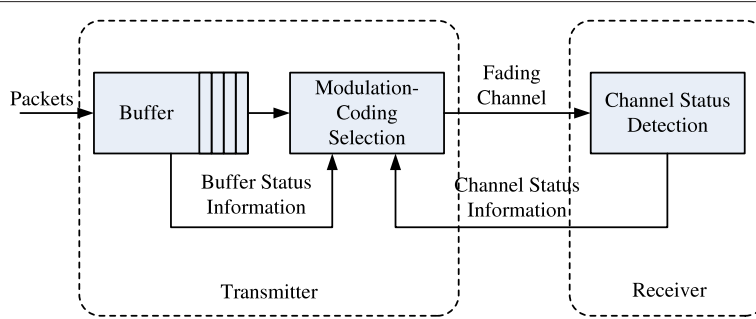 Packets
Buffer
Modulation-
Coding
Selection
Fading
Channel
Channel Status
Detection
Buffer Status
Information
Channel Status
Information
Transmitter
Receiver